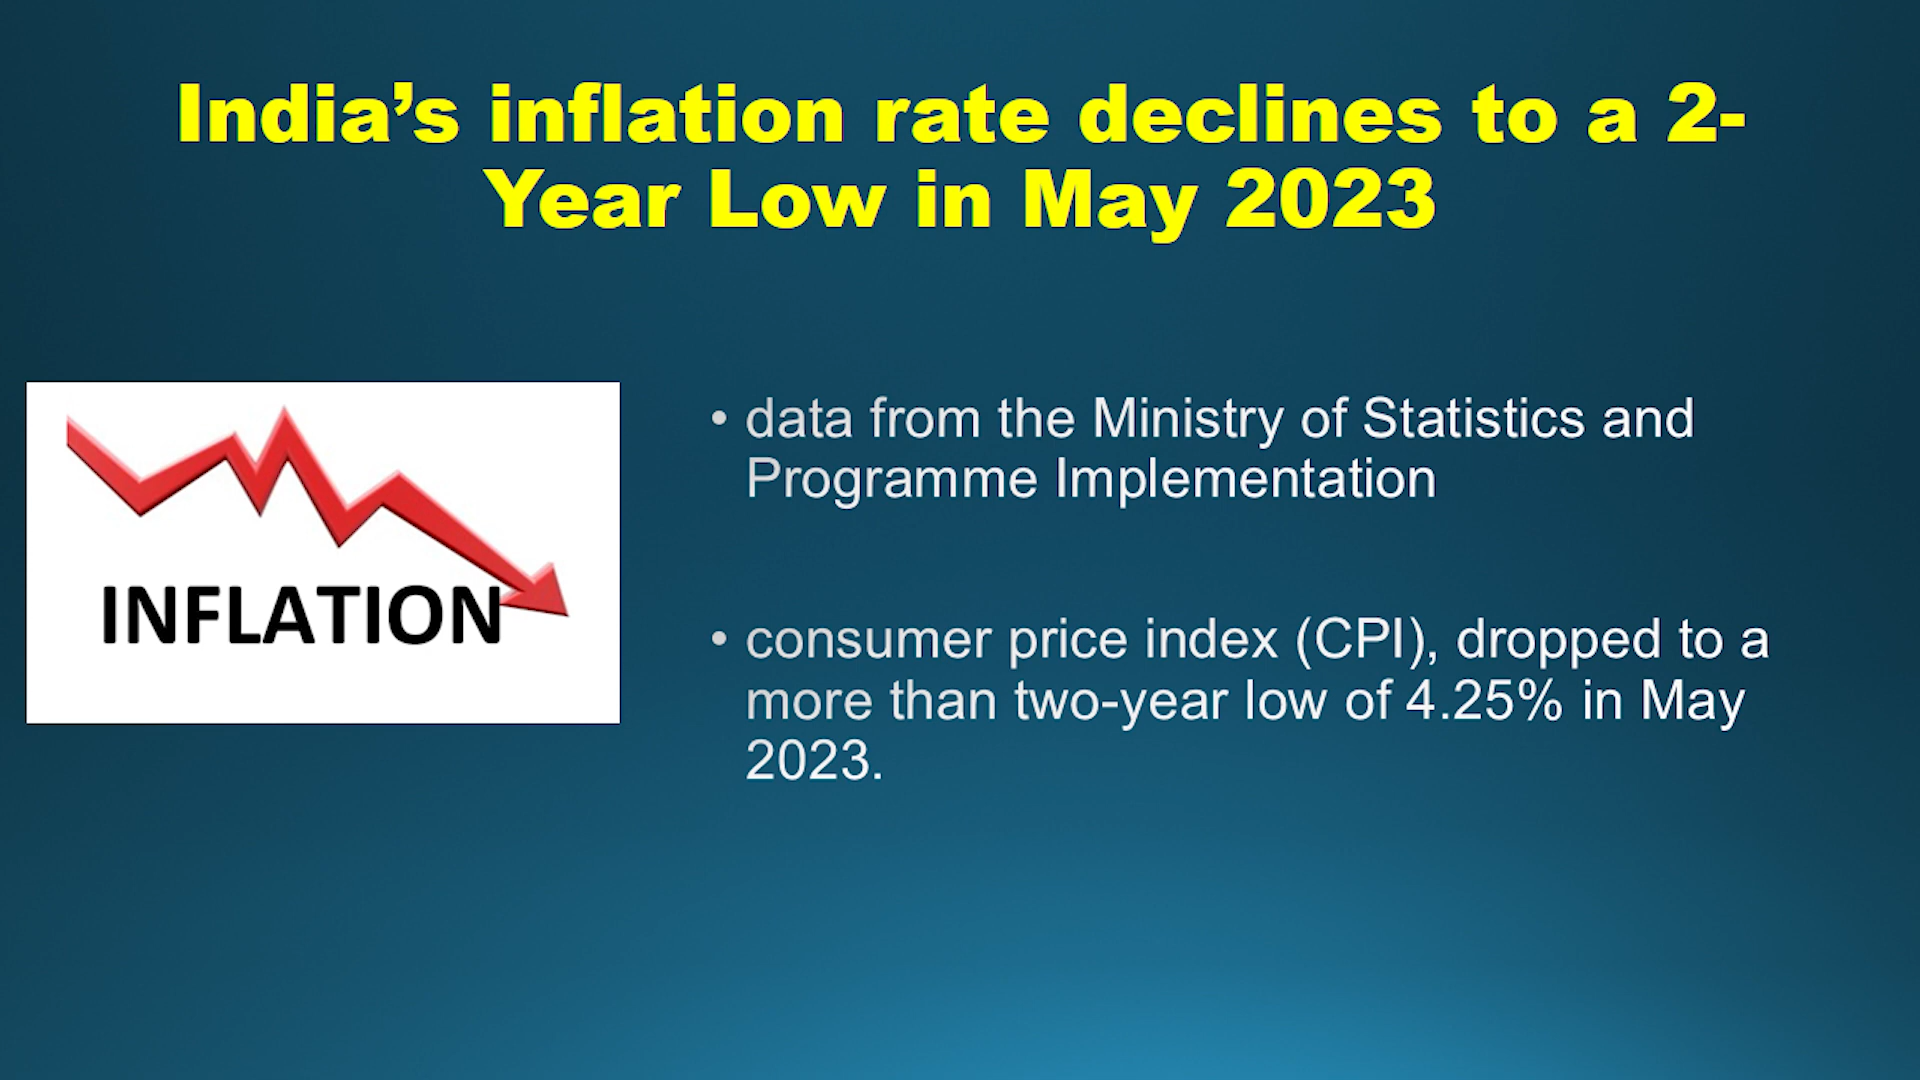 India’s inflation rate declines to a 2-
Year Low in May 2023
INFLATION
• data from the Ministry of Statistics and
Programme Implementation
• consumer price index (CPI), dropped to a
more than two-year low of 4.25% in May
2023.